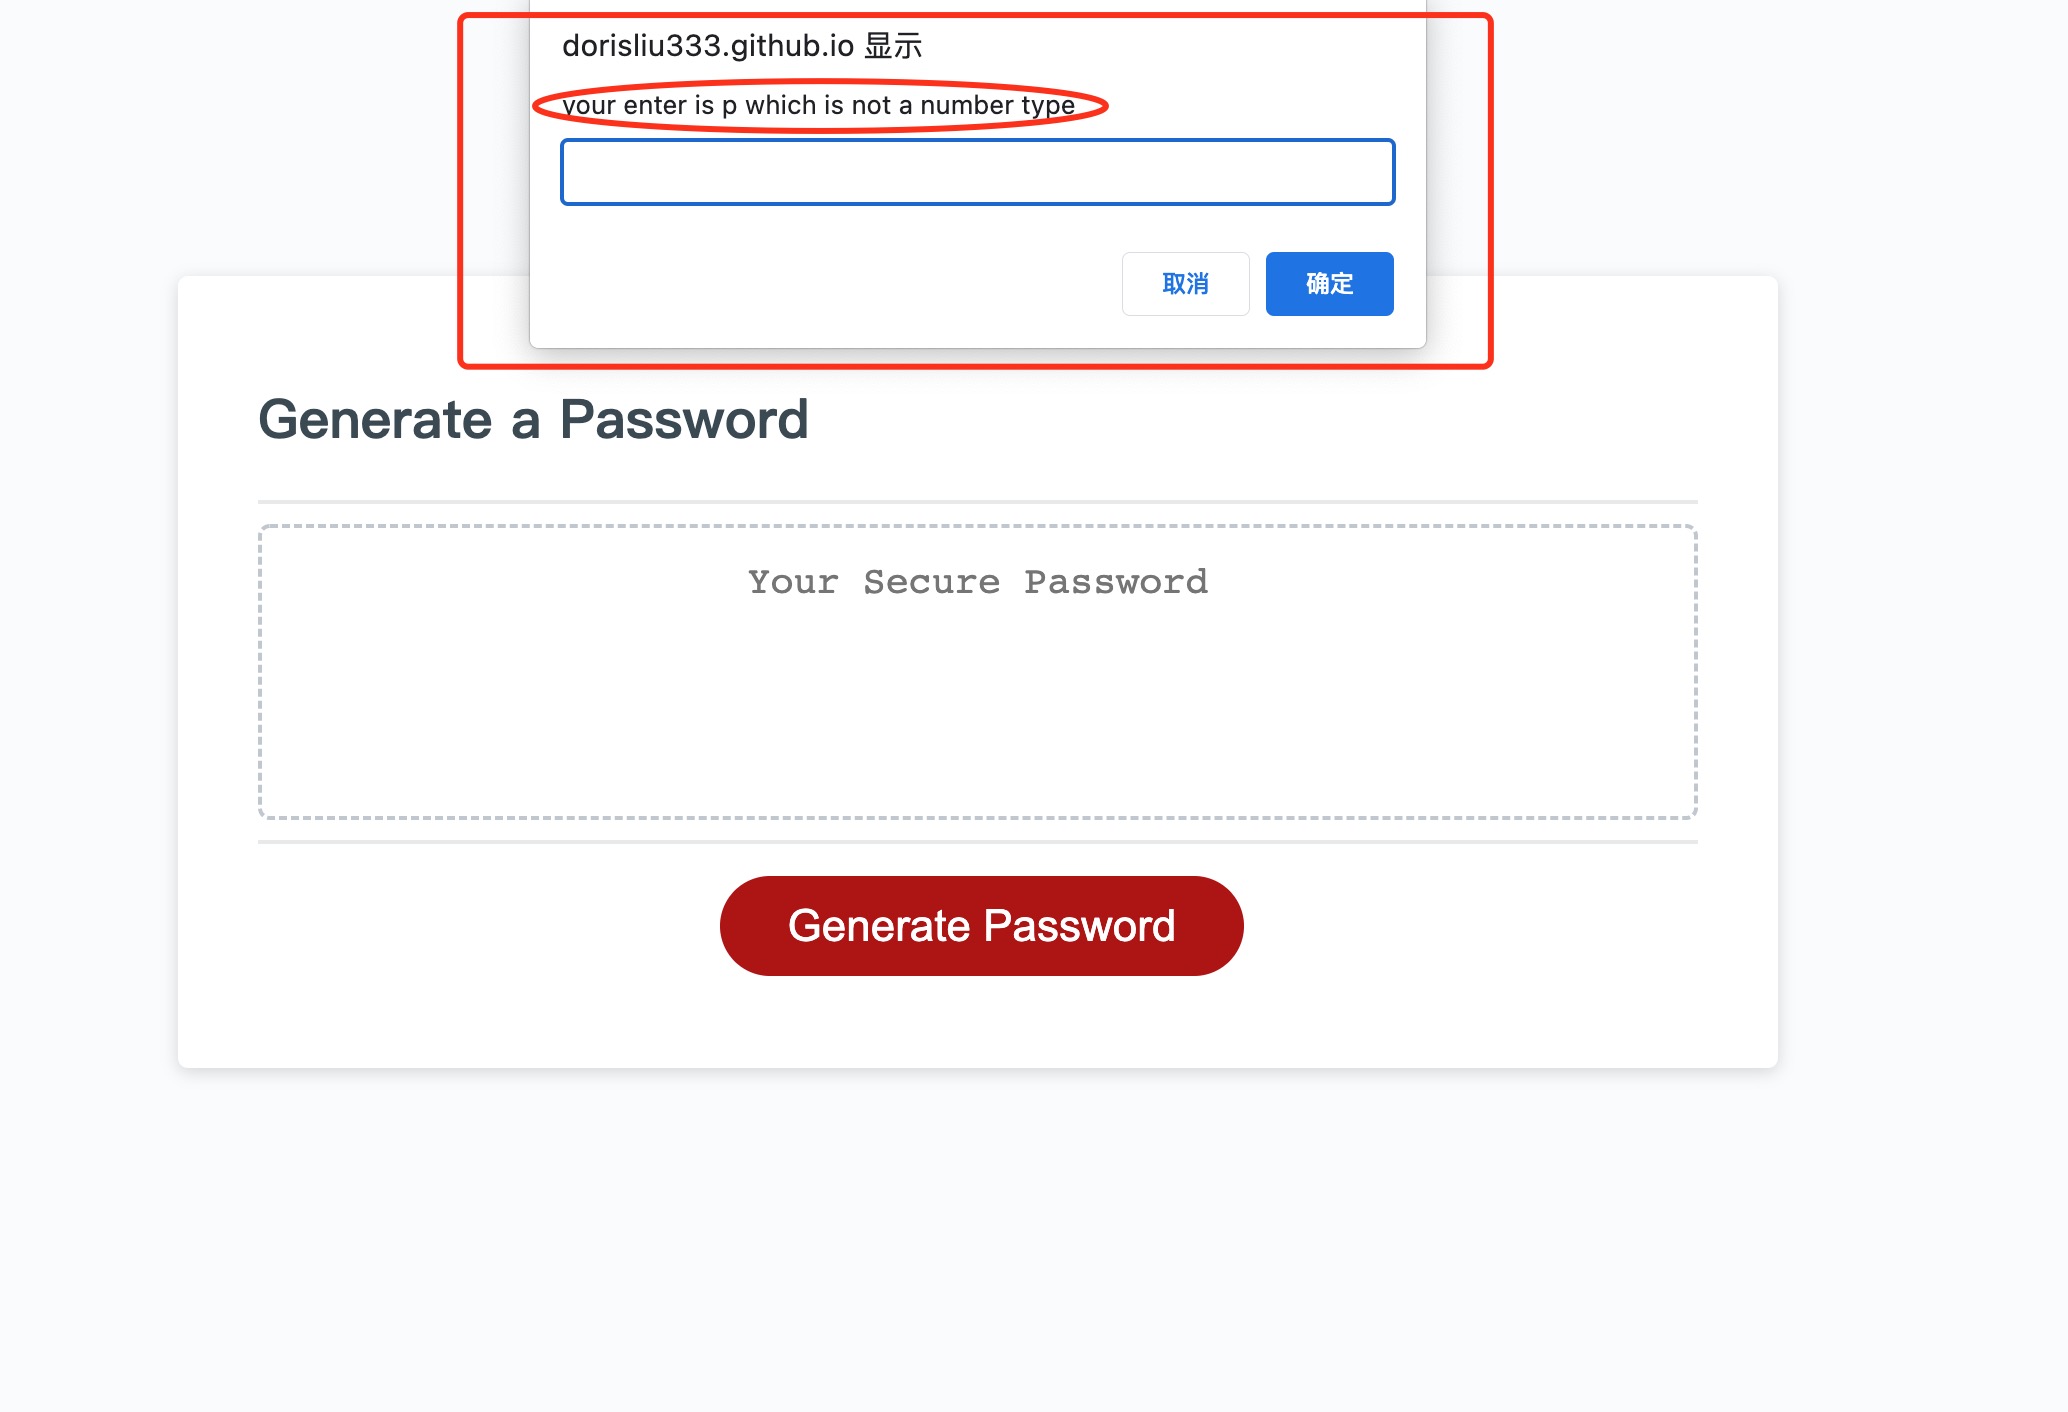 dorisliu333.github.io 显示
your enter is p which is not a number type
取消
确定
Generate a Password
Your Secure Password
Generate Password